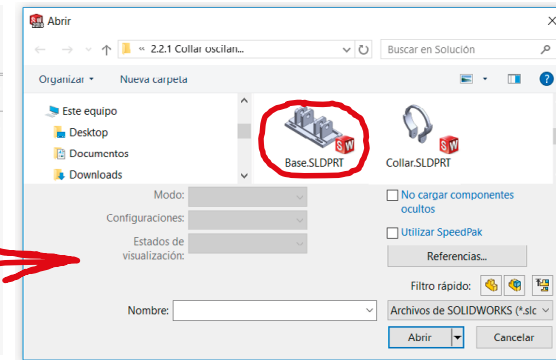 Abrir
« 2.2.1 Collar oscilan...
Buscar en Solución
Organizar
Nueva carpeta
Este equipo
Desktop
Documentos
Downloads
Base.SLDPRT
Collar.SLDPRT
Modo:
Configuraciones:
Estados de
visualización:
No cargar componentes
ocultos
Utilizar SpeedPak
Referencias...
Filtro rápido:
Nombre:
Archivos de SOLIDWORKS (*.slc
Abrir
Cancelar